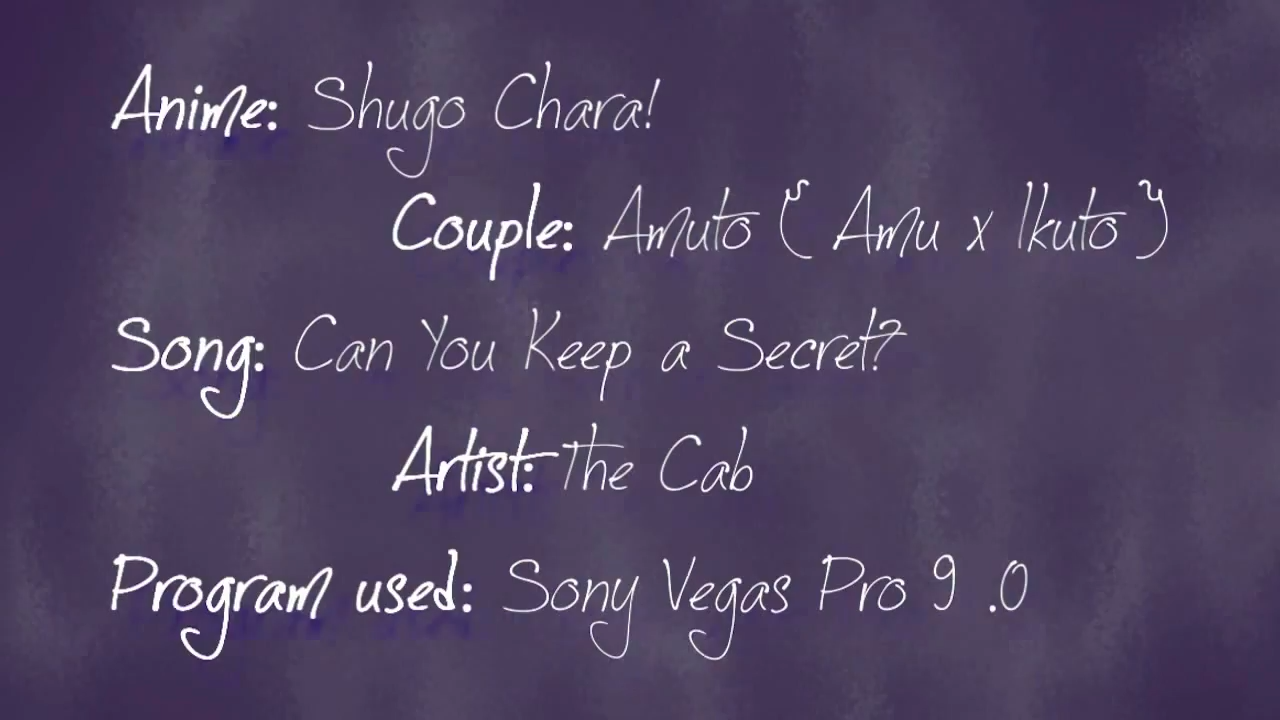 Anime: Shugo Chara!
Couple: Amuto ( Amu x Ikuto )
Song: Can You Keep a Secret?
Artist: The Cab
Program used: Sony Vegas Pro 9 .0